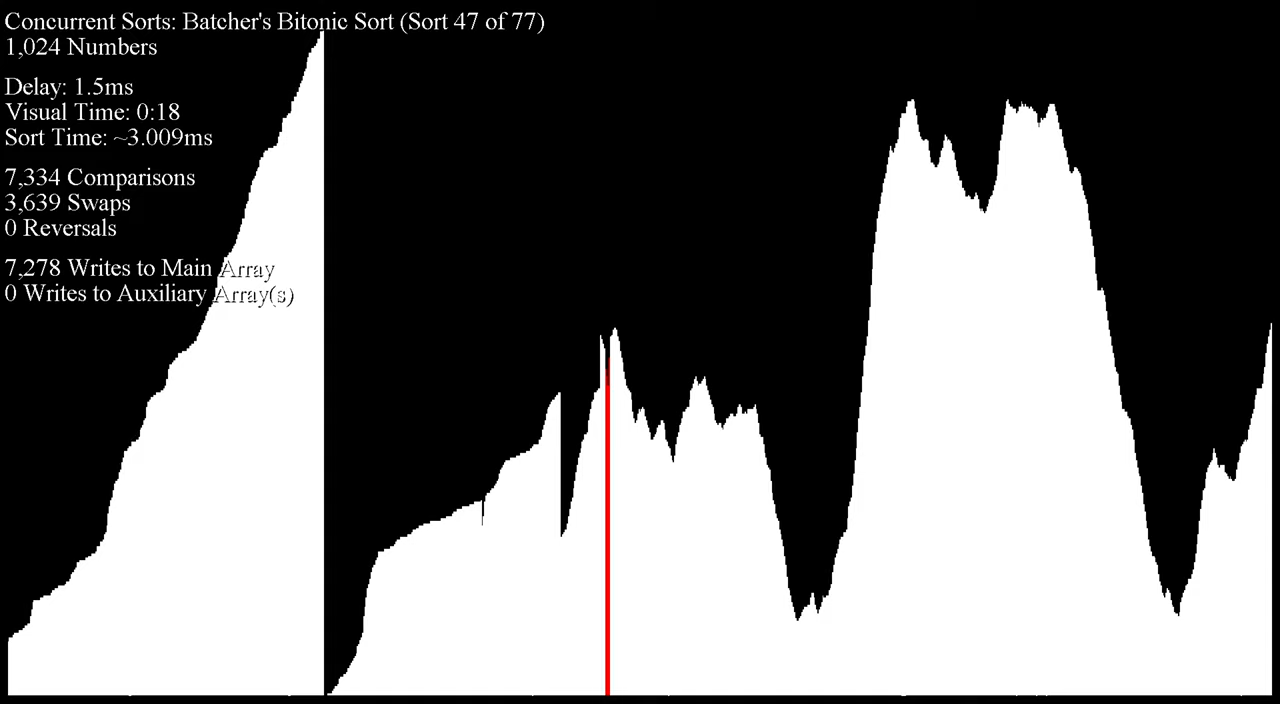 Concurrent Sorts: Batcher's Bitonic Sort (Sort 47 of 77)
1,024 Numbers
Delay: 1.5ms
Visual Time: 0:18
Sort Time: ~3.009ms
7,334 Comparisons
3,639 Swaps
0 Reversals
7,278 Writes to Main Array
0 Writes to Auxiliary Array(s)